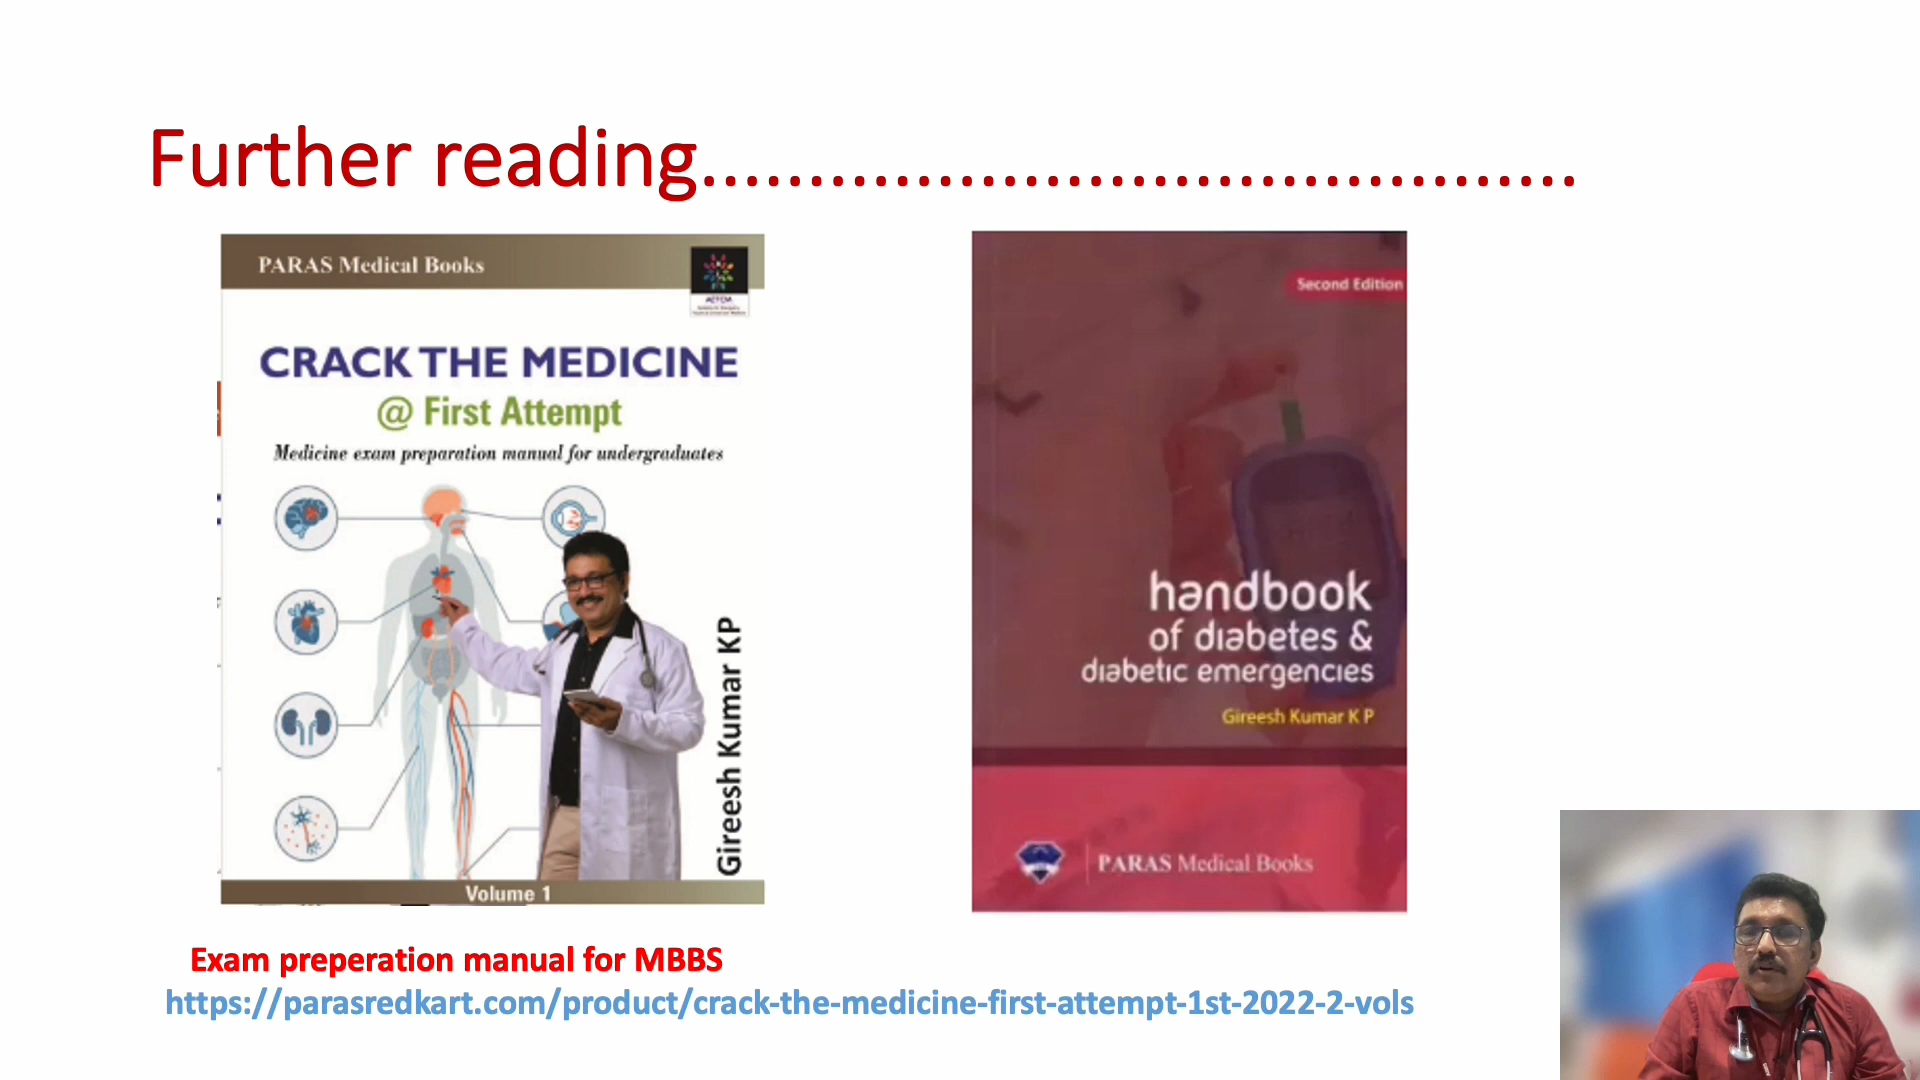 Further reading.........................................
PARAS Medical Books
AETCM
CRACK THE MEDICINE
@ First Attempt
Medicine exam preparation manual for undergraduates
Gireesh Kumar KP
Volume 1
Second Edition
handbook
of diabetes &
diabetic emergencies
Gireesh Kumar K P
PARAS Medical Books
Exam preperation manual for MBBS
https://parasredkart.com/product/crack-the-medicine-first-attempt-1st-2022-2-vols